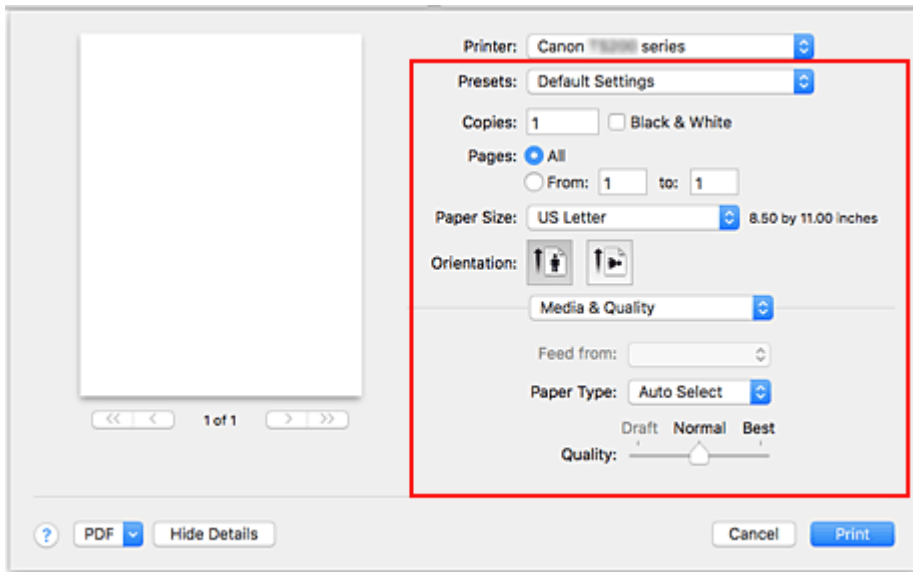 Printer: Canon series
Presets: Default Settings
Copies: 1 Black & White
Pages: All
From: 1 to: 1
Paper Size: US Letter 8.50 by 11.00 inches
Orientation:
Media & Quality
Feed from:
Paper Type: Auto Select
1 of 1
Draft Normal Best
Quality:
? PDF Hide Details Cancel Print